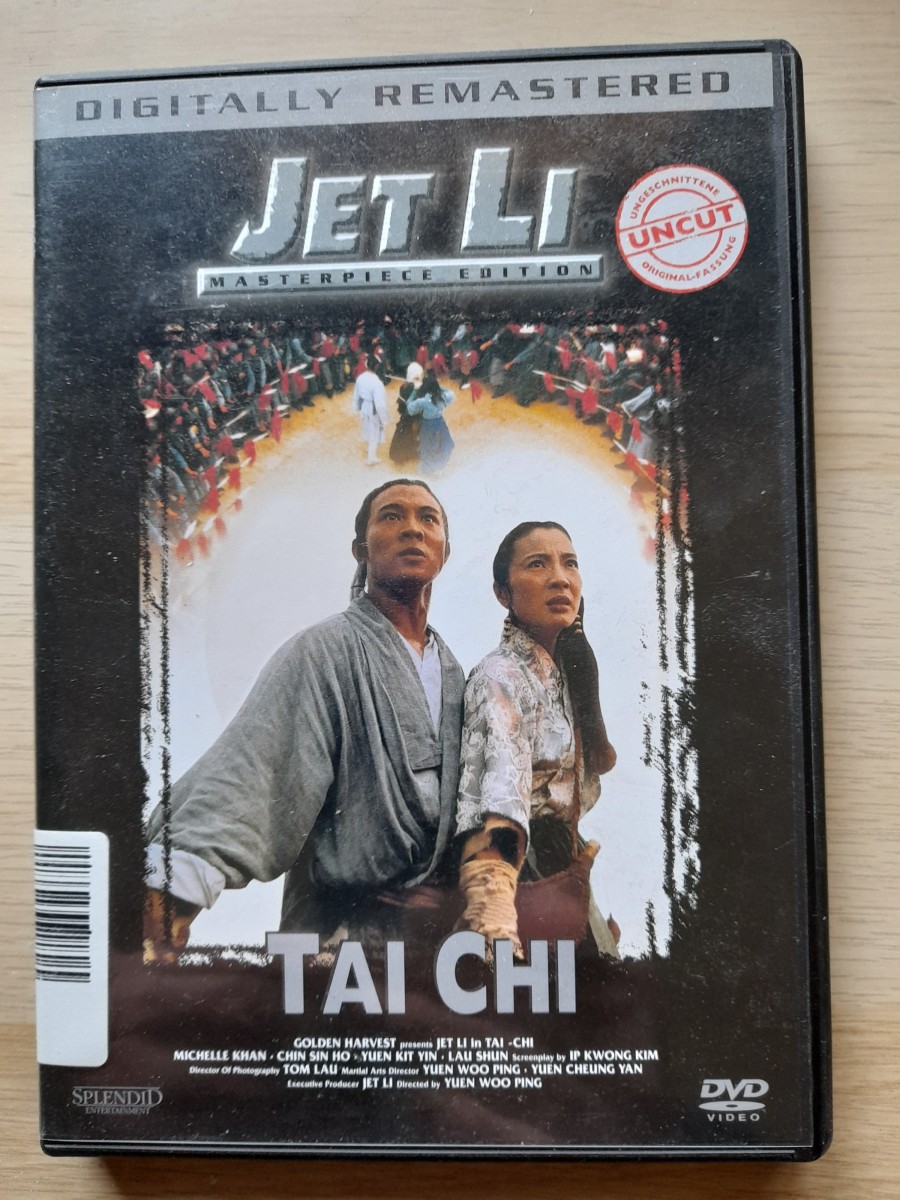 DIGITALLY REMASTERED
JET LI
MASTERPIECE EDITION
UNGESCHNITTENE
UNCUT
ORIGINAL-FASSUNG
TAI CHI
GOLDEN HARVEST presents JET LI in TAI -CHI
MICHELLE KHAN · CHIN SIN HO · YUEN KIT YIN · LAU SHUN Screenplay by IP KWONG KIM
Director Of Photography TOM LAU Martial Arts Director YUEN WOO PING · YUEN CHEUNG YAN
Executive Producer JET LI Directed by YUEN WOO PING
SPLENDID
ENTERTAINMENT
DVD
VIDEO